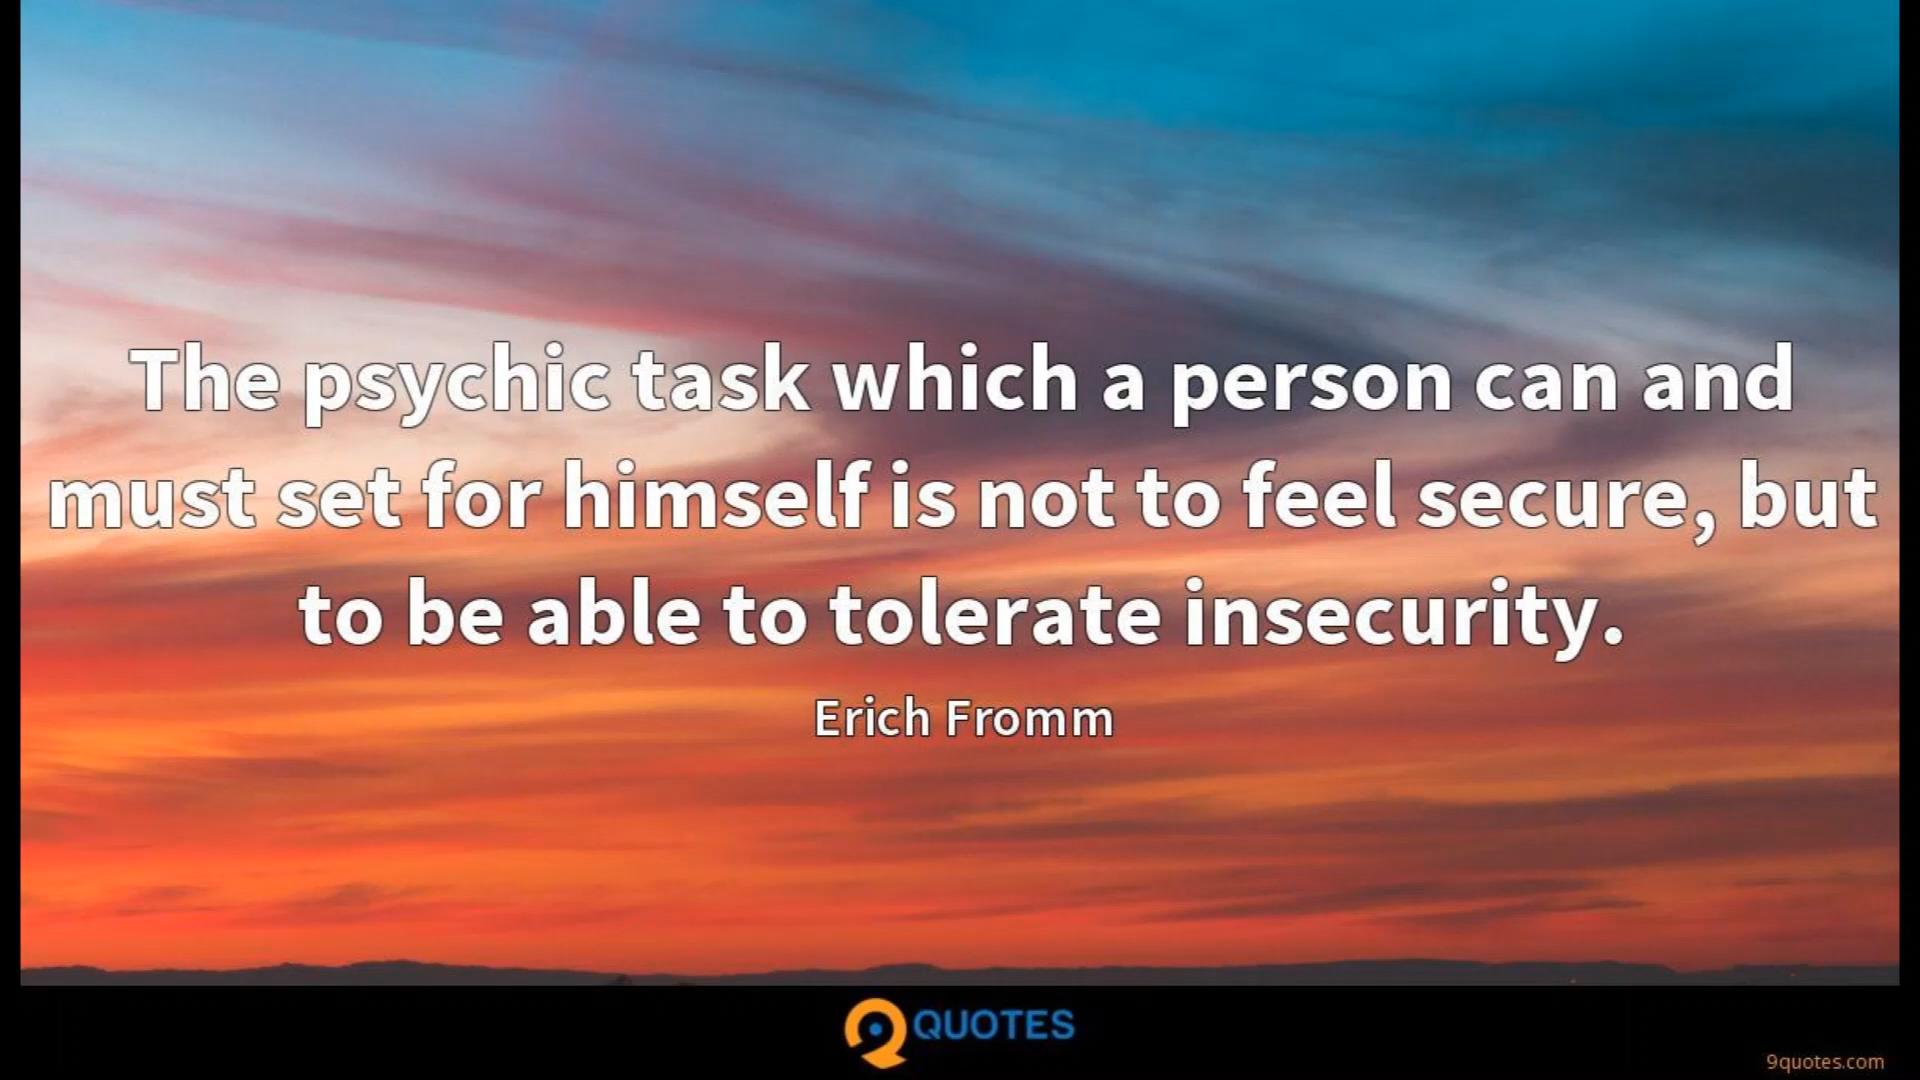 The psychic task which a person can and
must set for himself is not to feel secure, but
to be able to tolerate insecurity.
Erich Fromm
QUOTES
9quotes.com